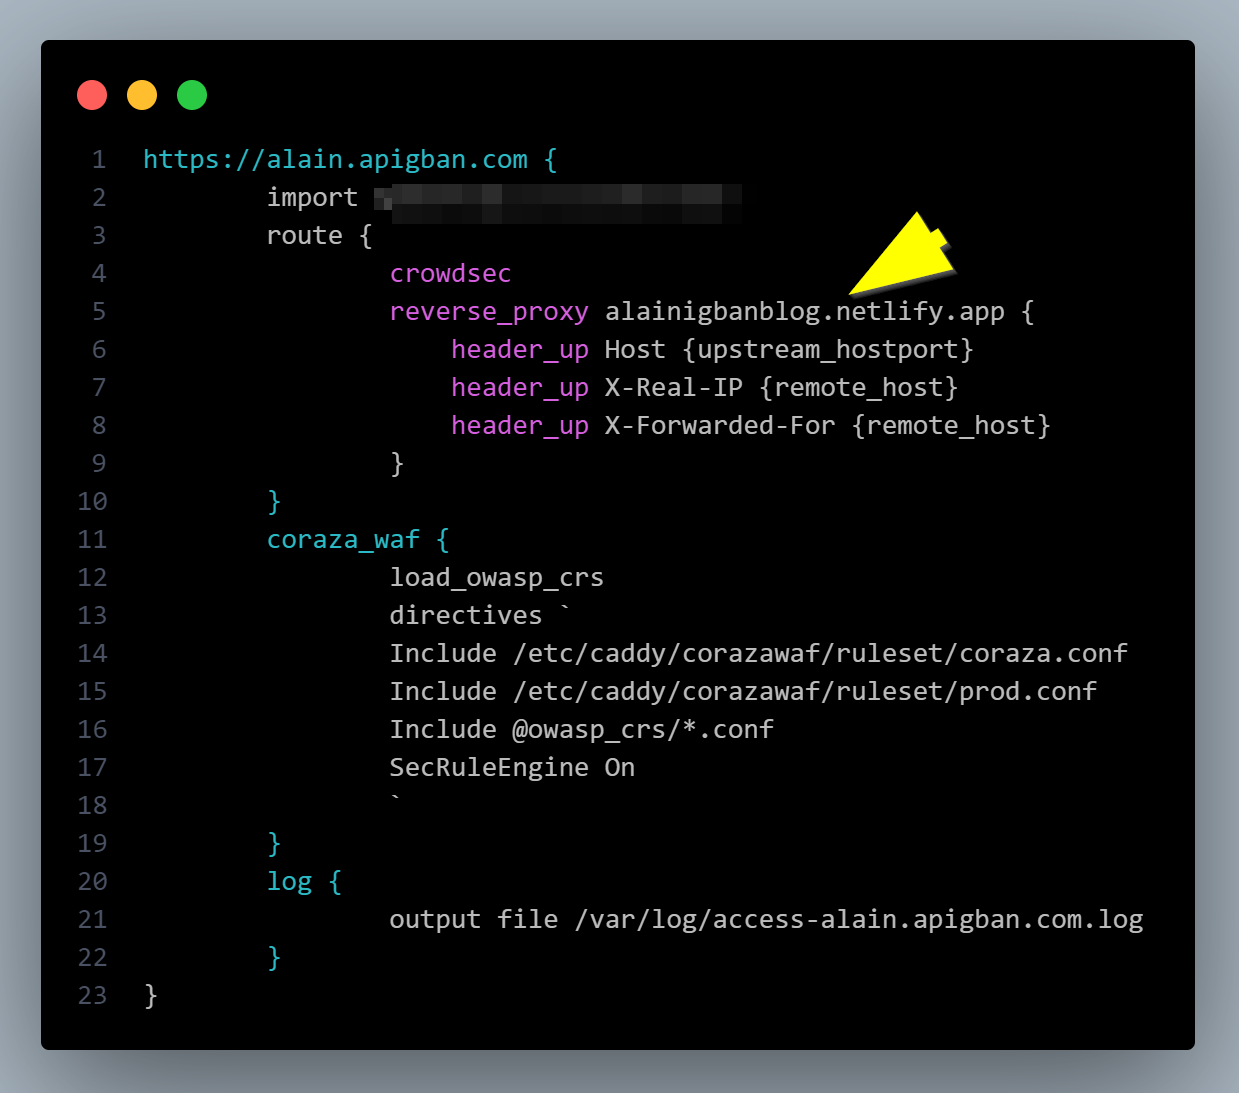 1 https://alain.apigban.com {
2 import
3 route {
4 crowdsec
5 reverse_proxy alainigbanblog.netlify.app {
6 header_up Host {upstream_hostport}
7 header_up X-Real-IP {remote_host}
8 header_up X-Forwarded-For {remote_host}
9 }
10 }
11 coraza_waf {
12 load_owasp_crs
13 directives `
14 Include /etc/caddy/corazawaf/ruleset/coraza.conf
15 Include /etc/caddy/corazawaf/ruleset/prod.conf
16 Include @owasp_crs/*.conf
17 SecRuleEngine On
18 `
19 }
20 log {
21 output file /var/log/access-alain.apigban.com.log
22 }
23 }